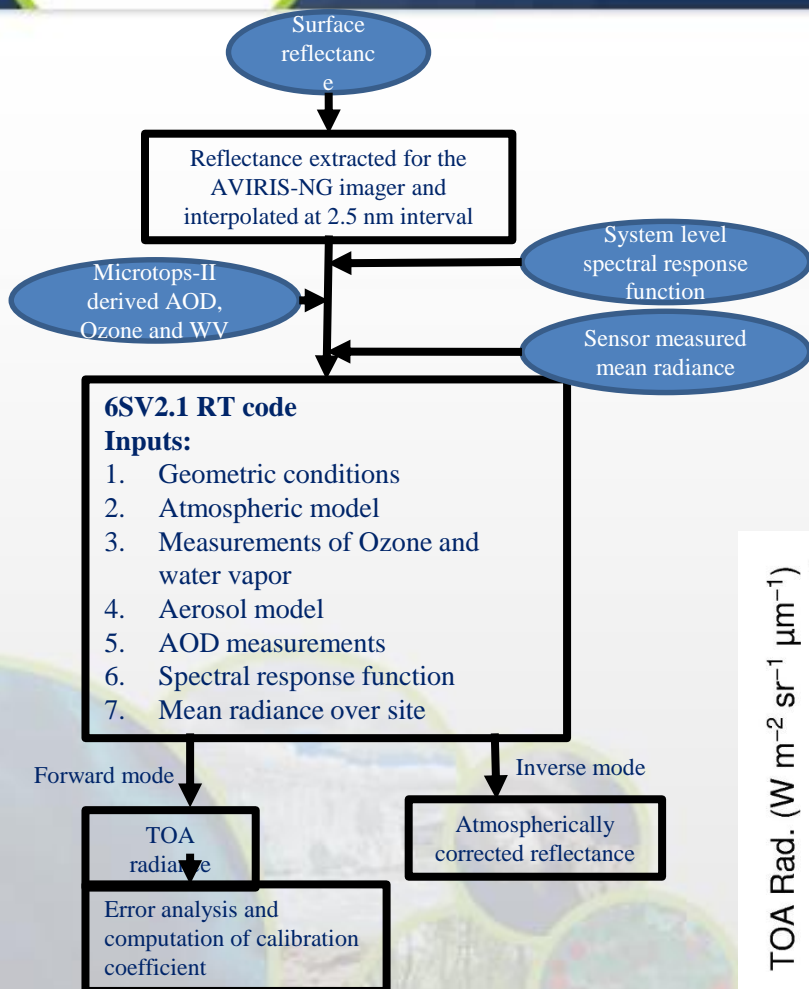 Surface
reflectanc
e
Reflectance extracted for the
AVIRIS-NG imager and
interpolated at 2.5 nm interval
System level
spectral response
function
Microtops-II
derived AOD,
Ozone and WV
Sensor measured
mean radiance
6SV2.1 RT code
Inputs:
1. Geometric conditions
2. Atmospheric model
3. Measurements of Ozone and
water vapor
4. Aerosol model
5. AOD measurements
6. Spectral response function
7. Mean radiance over site
Forward mode
Inverse mode
TOA
radiance
Atmospherically
corrected reflectance
Error analysis and
computation of calibration
coefficient
TOA Rad. (W m⁻² sr⁻¹ µm⁻¹)